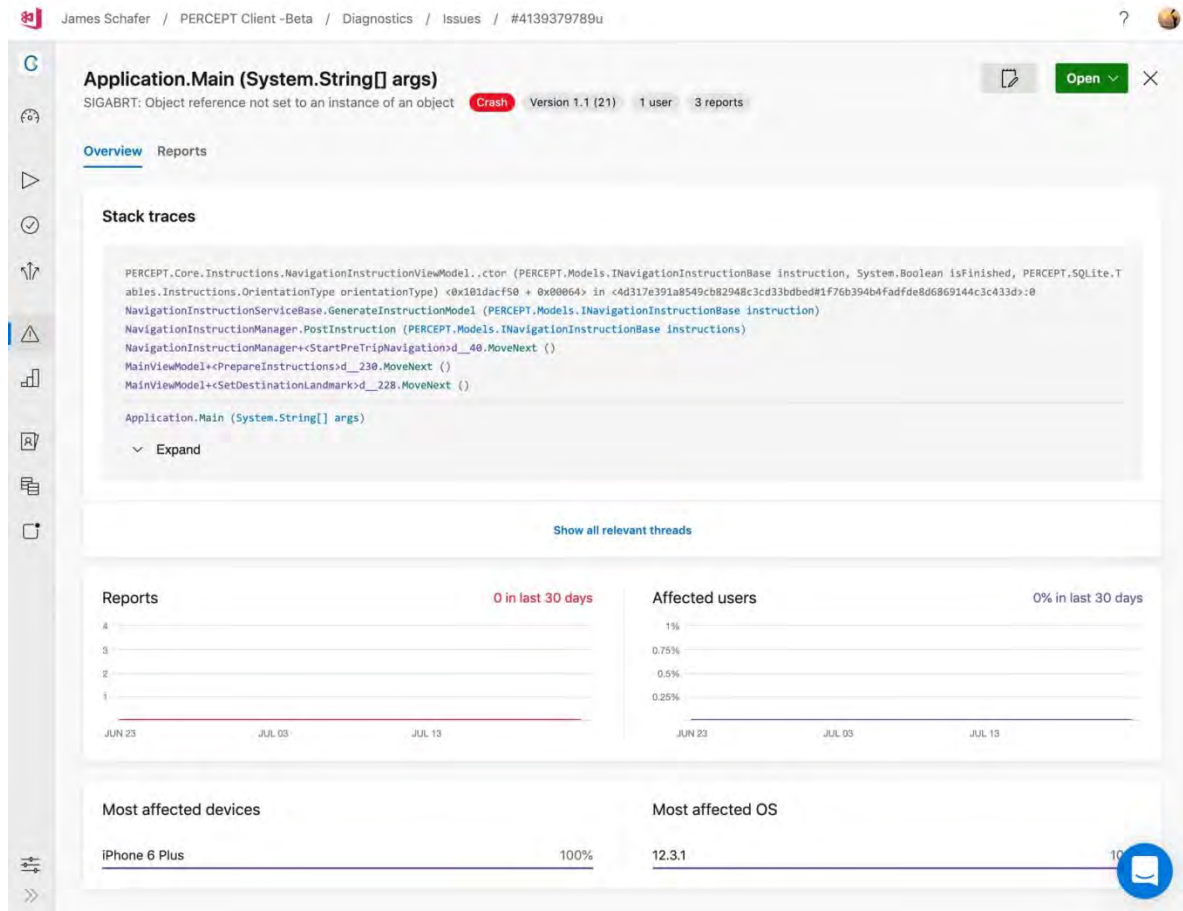 James Schafer / PERCEPT Client -Beta / Diagnostics / Issues / #4139379789u
?
C
Application.Main (System.String[] args)
Open
SIGABRT: Object reference not set to an instance of an object Crash Version 1.1 (21) 1 user 3 reports
Overview Reports
Stack traces
PERCEPT.Core.Instructions.NavigationInstructionViewModel..ctor (PERCEPT.Models.INavigationInstructionBase instruction, System.Boolean isFinished, PERCEPT.SQLite.T
ables.Instructions.OrientationType orientationType) <0x101dacf50 + 0x00064> in <4d317e391a8549cb82948c3cd33bdbed#1f76b394b4fadfde8d6869144c3c433d>:0
NavigationInstructionServiceBase.GenerateInstructionModel (PERCEPT.Models.INavigationInstructionBase instruction)
NavigationInstructionManager.PostInstruction (PERCEPT.Models.INavigationInstructionBase instructions)
NavigationInstructionManager+<StartPreTripNavigation>d__40.MoveNext ()
MainViewModel+<PrepareInstructions>d__230.MoveNext ()
MainViewModel+<SetDestinationLandmark>d__228.MoveNext ()
Application.Main (System.String[] args)
Expand
Show all relevant threads
Reports 0 in last 30 days
4
3
2
1
JUN 23 JUL 03 JUL 13
Affected users 0% in last 30 days
1%
0.75%
0.5%
0.25%
JUN 23 JUL 03 JUL 13
Most affected devices
iPhone 6 Plus 100%
Most affected OS
12.3.1